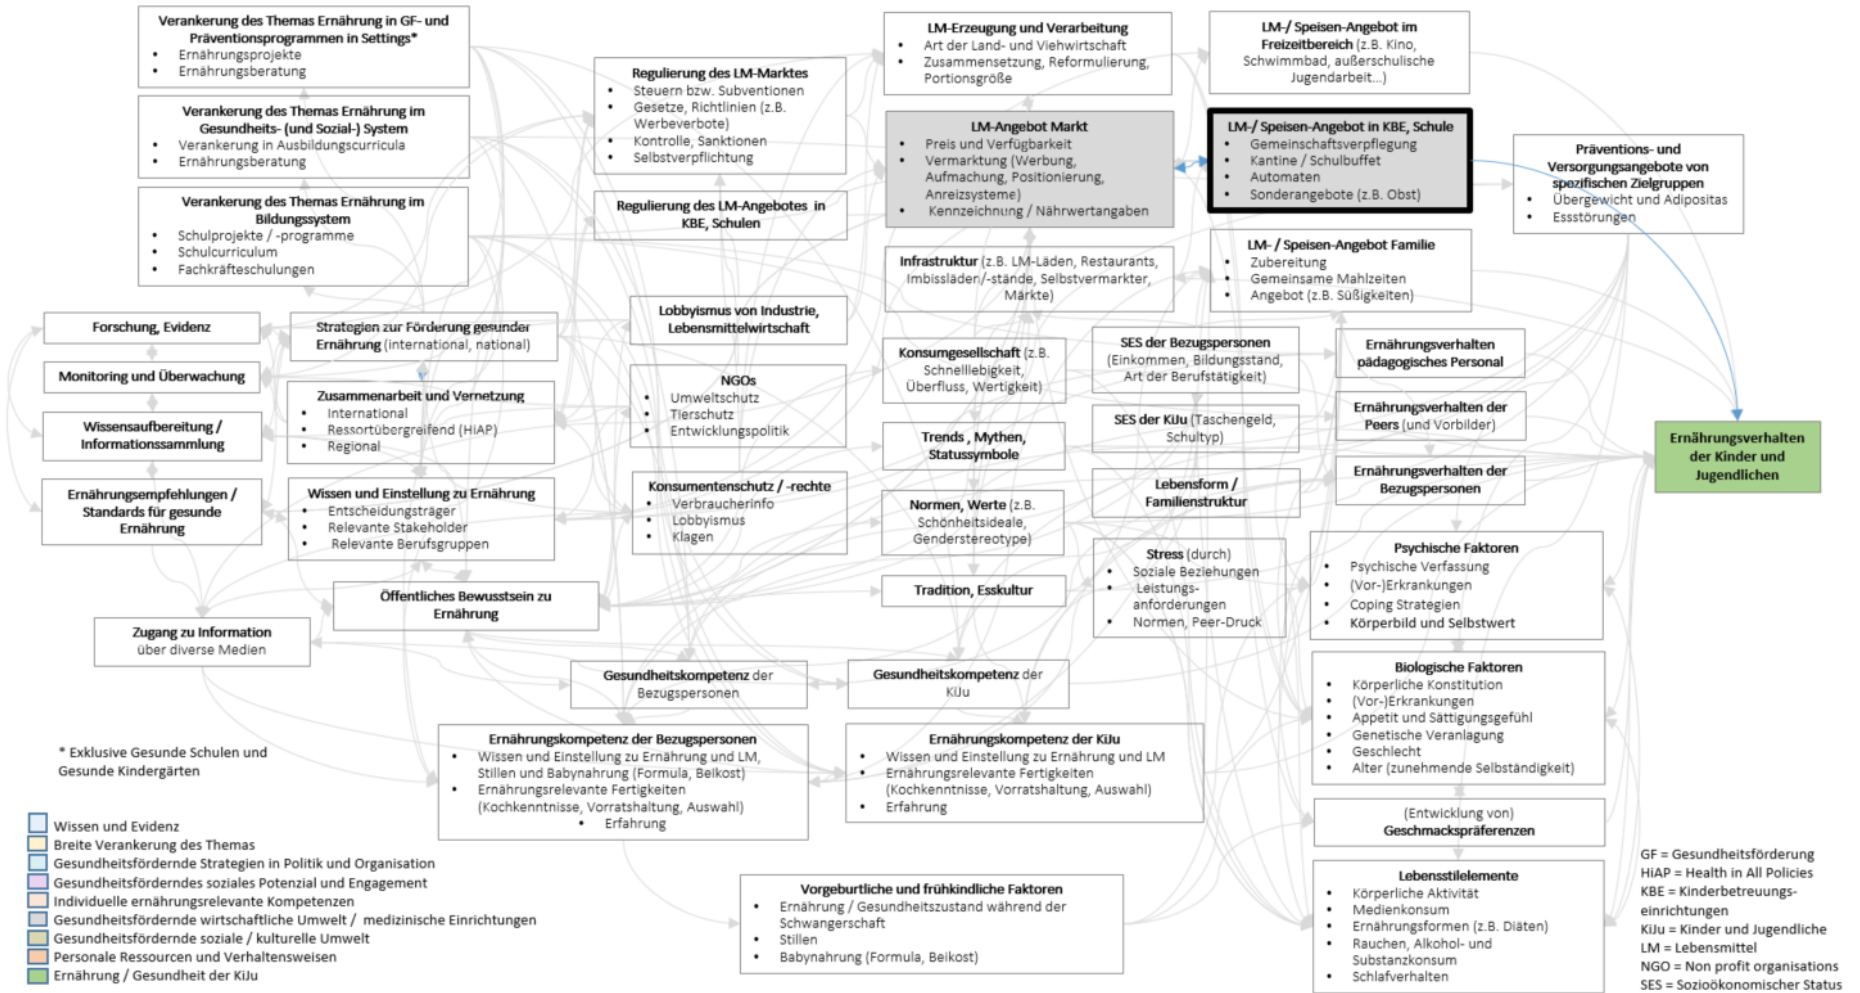 Verankerung des Themas Ernährung in GF- und
Präventionsprogrammen in Settings*
• Ernährungsprojekte
• Ernährungsberatung
Verankerung des Themas Ernährung im
Gesundheits- (und Sozial-) System
• Verankerung in Ausbildungscurricula
• Ernährungsberatung
Verankerung des Themas Ernährung im
Bildungssystem
• Schulprojekte / -programme
• Schulcurriculum
• Fachkräfteschulungen
Forschung, Evidenz
Monitoring und Überwachung
Wissensaufbereitung /
Informationssammlung
Ernährungsempfehlungen /
Standards für gesunde
Ernährung
Strategien zur Förderung gesunder
Ernährung (international, national)
Zusammenarbeit und Vernetzung
• International
• Ressortübergreifend (HiAP)
• Regional
Wissen und Einstellung zu Ernährung
• Entscheidungsträger
• Relevante Stakeholder
• Relevante Berufsgruppen
Öffentliches Bewusstsein zu
Ernährung
Zugang zu Information
über diverse Medien
Regulierung des LM-Marktes
• Steuern bzw. Subventionen
• Gesetze, Richtlinien (z.B.
Werbeverbote)
• Kontrolle, Sanktionen
• Selbstverpflichtung
Regulierung des LM-Angebotes in
KBE, Schulen
Lobbyismus von Industrie,
Lebensmittelwirtschaft
NGOs
• Umweltschutz
• Tierschutz
• Entwicklungspolitik
Konsumentenschutz / -rechte
• Verbraucherinfo
• Lobbyismus
• Klagen
Gesundheitskompetenz der
Bezugspersonen
Gesundheitskompetenz der
KiJu
Ernährungskompetenz der Bezugspersonen
• Wissen und Einstellung zu Ernährung und LM,
Stillen und Babynahrung (Formula, Beikost)
• Ernährungsrelevante Fertigkeiten
(Kochkenntnisse, Vorratshaltung, Auswahl)
• Erfahrung
Ernährungskompetenz der KiJu
• Wissen und Einstellung zu Ernährung und LM
• Ernährungsrelevante Fertigkeiten
(Kochkenntnisse, Vorratshaltung, Auswahl)
• Erfahrung
Vorgeburtliche und frühkindliche Faktoren
• Ernährung / Gesundheitszustand während der
Schwangerschaft
• Stillen
• Babynahrung (Formula, Beikost)
LM-Erzeugung und Verarbeitung
• Art der Land- und Viehwirtschaft
• Zusammensetzung, Reformulierung,
Portionsgröße
LM-Angebot Markt
• Preis und Verfügbarkeit
• Vermarktung (Werbung,
Aufmachung, Positionierung,
Anreizsysteme)
• Kennzeichnung / Nährwertangaben
Infrastruktur (z.B. LM-Läden, Restaurants,
Imbissläden/-stände, Selbstvermarkter,
Märkte)
Konsumgesellschaft (z.B.
Schnelllebigkeit,
Überfluss, Wertigkeit)
Trends , Mythen,
Statussymbole
Normen, Werte (z.B.
Schönheitsideale,
Genderstereotype)
Tradition, Esskultur
LM-/ Speisen-Angebot im
Freizeitbereich (z.B. Kino,
Schwimmbad, außerschulische
Jugendarbeit...)
LM-/ Speisen-Angebot in KBE, Schule
• Gemeinschaftsverpflegung
• Kantine / Schulbuffet
• Automaten
• Sonderangebote (z.B. Obst)
LM- / Speisen-Angebot Familie
• Zubereitung
• Gemeinsame Mahlzeiten
• Angebot (z.B. Süßigkeiten)
SES der Bezugspersonen
(Einkommen, Bildungsstand,
Art der Berufstätigkeit)
SES der KiJu (Taschengeld,
Schultyp)
Lebensform /
Familienstruktur
Stress (durch)
• Soziale Beziehungen
• Leistungs-
anforderungen
• Normen, Peer-Druck
Präventions- und
Versorgungsangebote von
spezifischen Zielgruppen
• Übergewicht und Adipositas
• Essstörungen
Ernährungsverhalten
pädagogisches Personal
Ernährungsverhalten der
Peers (und Vorbilder)
Ernährungsverhalten der
Bezugspersonen
Psychische Faktoren
• Psychische Verfassung
• (Vor-)Erkrankungen
• Coping Strategien
• Körperbild und Selbstwert
Biologische Faktoren
• Körperliche Konstitution
• (Vor-)Erkrankungen
• Appetit und Sättigungsgefühl
• Genetische Veranlagung
• Geschlecht
• Alter (zunehmende Selbständigkeit)
(Entwicklung von)
Geschmackspräferenzen
Lebensstilelemente
• Körperliche Aktivität
• Medienkonsum
• Ernährungsformen (z.B. Diäten)
• Rauchen, Alkohol- und
Substanzkonsum
• Schlafverhalten
Ernährungsverhalten
der Kinder und
Jugendlichen
* Exklusive Gesunde Schulen und
Gesunde Kindergärten
Wissen und Evidenz
Breite Verankerung des Themas
Gesundheitsfördernde Strategien in Politik und Organisation
Gesundheitsförderndes soziales Potenzial und Engagement
Individuelle ernährungsrelevante Kompetenzen
Gesundheitsfördernde wirtschaftliche Umwelt / medizinische Einrichtungen
Gesundheitsfördernde soziale / kulturelle Umwelt
Personale Ressourcen und Verhaltensweisen
Ernährung / Gesundheit der KiJu
GF = Gesundheitsförderung
HiAP = Health in All Policies
KBE = Kinderbetreuungs-
einrichtungen
KiJu = Kinder und Jugendliche
LM = Lebensmittel
NGO = Non profit organisations
SES = Sozioökonomischer Status